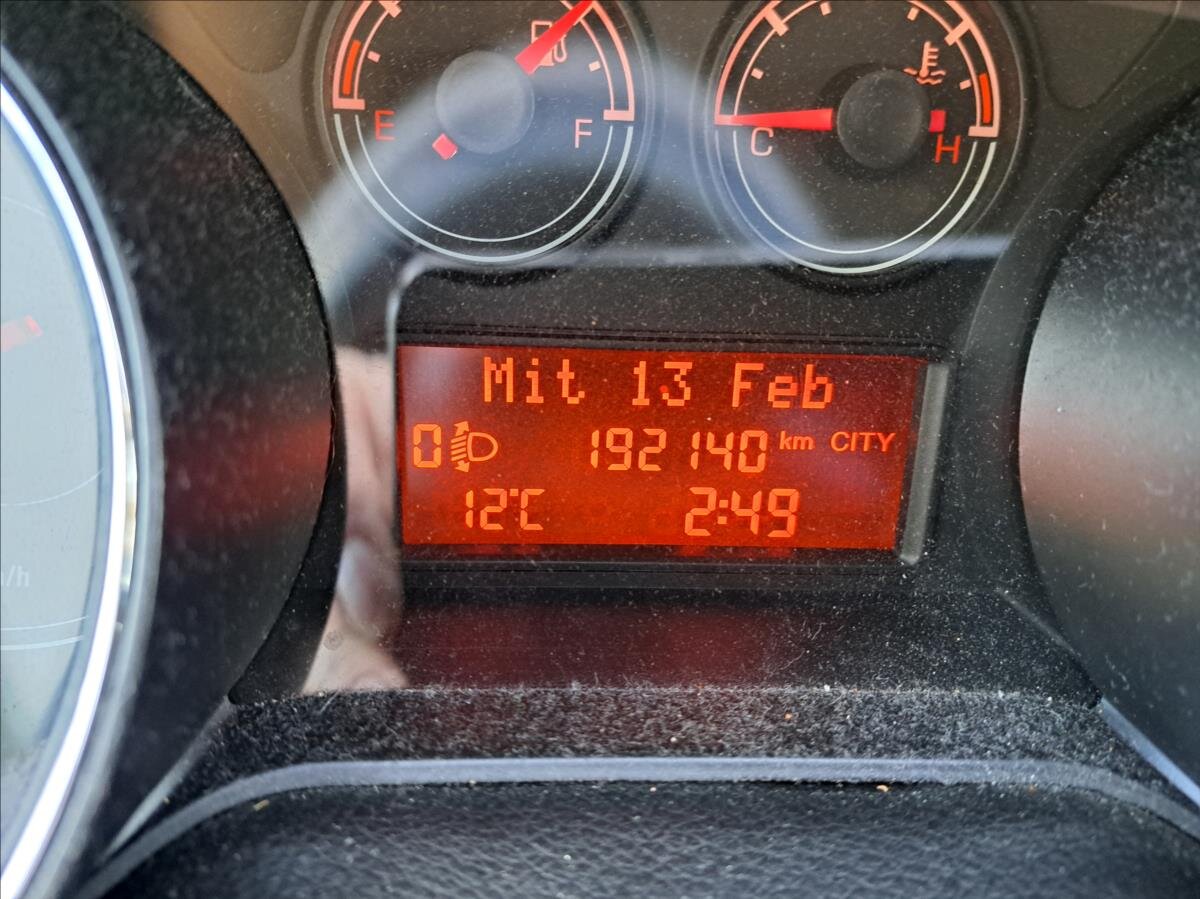 E F
C H
Mit 13 Feb
0 192140 km CITY
12°C 2:49